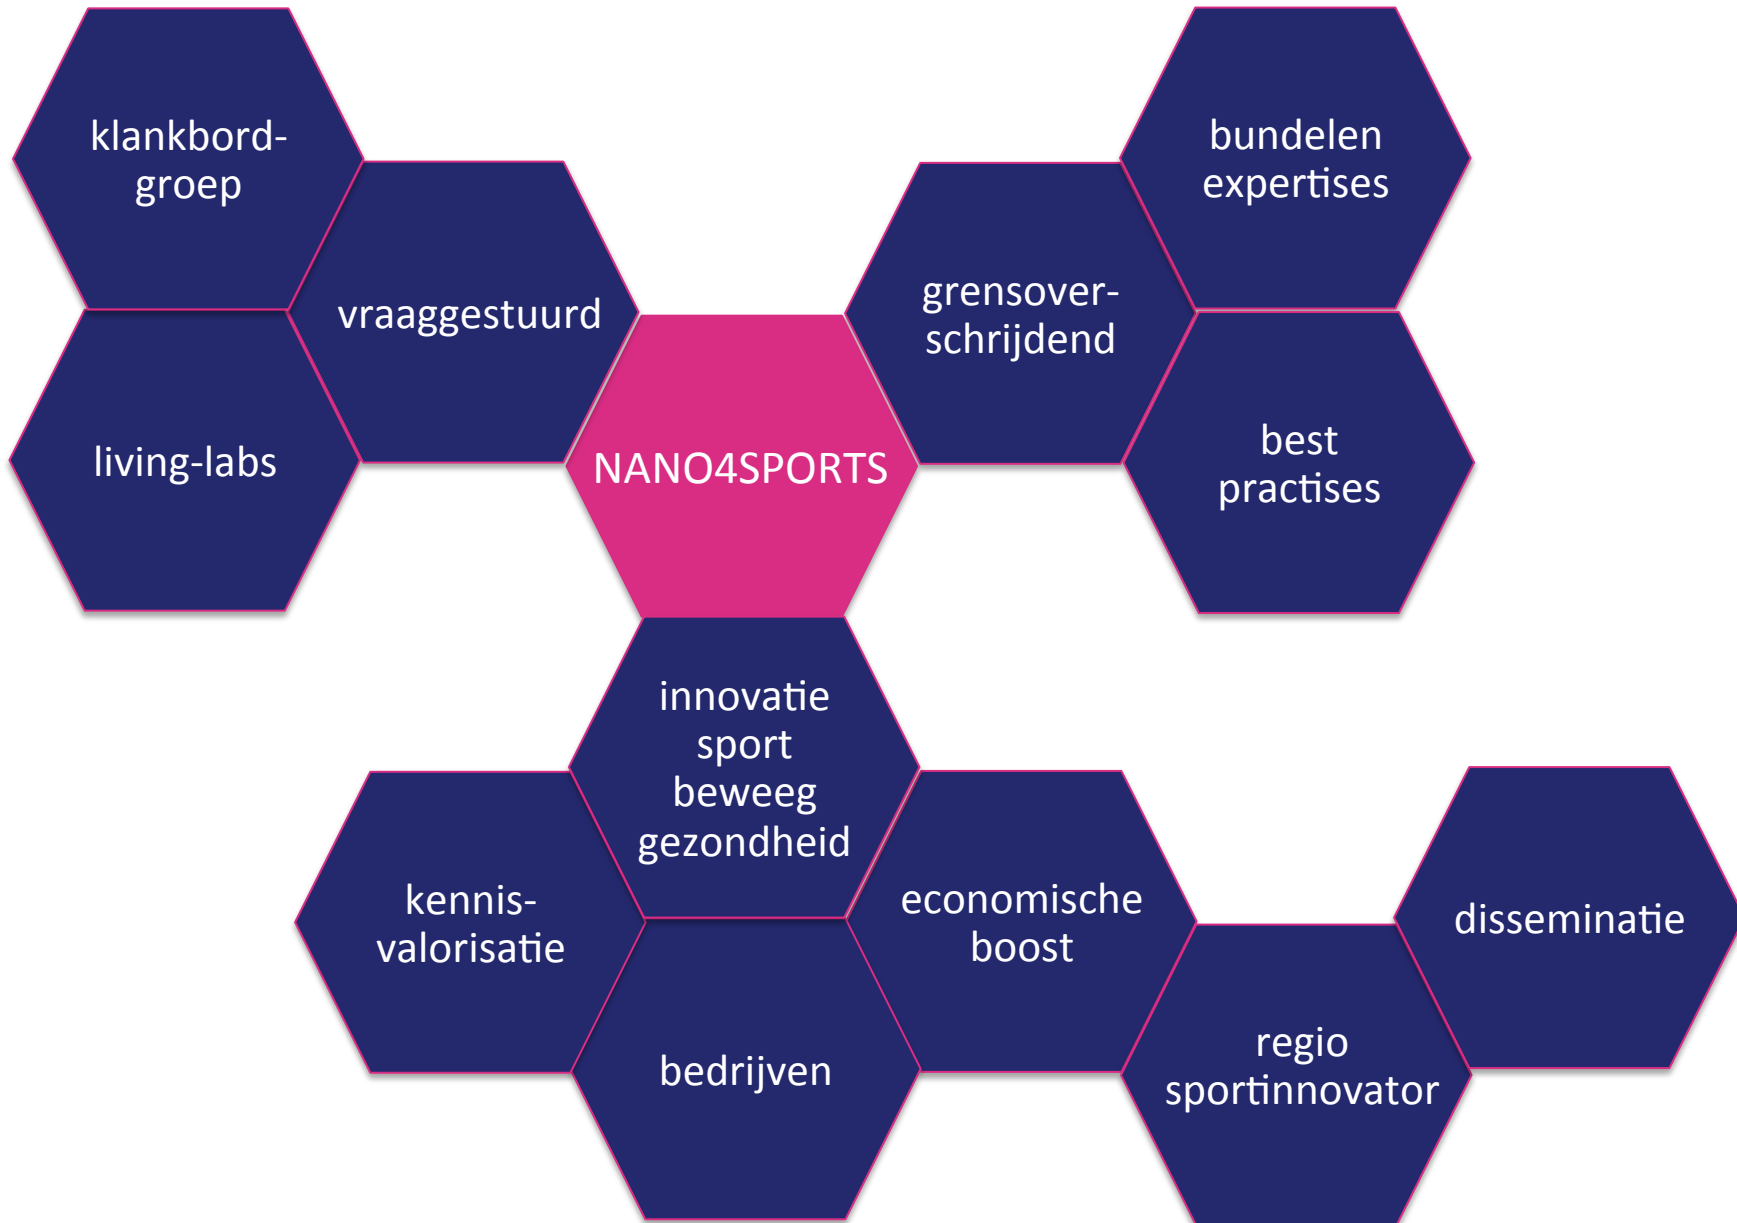 klankbord-
groep
vraaggestuurd
living-labs
NANO4SPORTS
grensover-
schrijdend
bundelen
expertises
best
practises
innovatie
sport
beweeg
gezondheid
kennis-
valorisatie
bedrijven
economische
boost
regio
sportinnovator
disseminatie